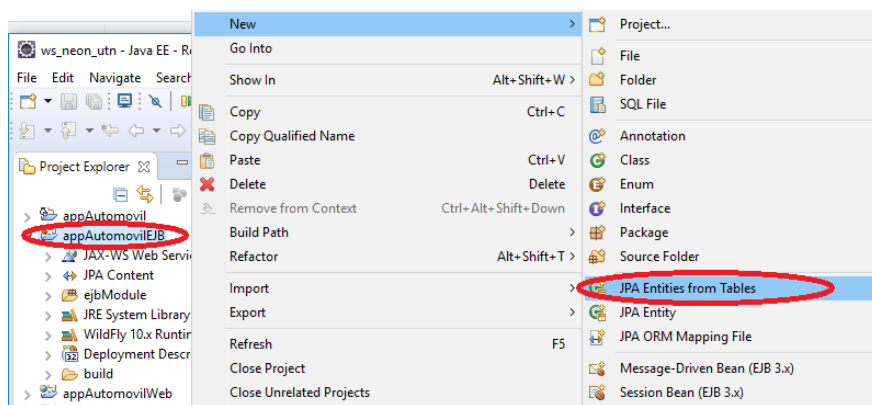 ws_neon_utn - Java EE - R
File Edit Navigate Search
Project Explorer
appAutomovil
appAutomovilEJB
JAX-WS Web Servi
JPA Content
ejbModule
JRE System Library
WildFly 10.x Runtin
Deployment Descr
build
appAutomovilWeb
New >
Go Into
Show In Alt+Shift+W >
Copy Ctrl+C
Copy Qualified Name
Paste Ctrl+V
Delete Delete
Remove from Context Ctrl+Alt+Shift+Down
Build Path >
Refactor Alt+Shift+T >
Import >
Export >
Refresh F5
Close Project
Close Unrelated Projects
Project...
File
Folder
SQL File
Annotation
Class
Enum
Interface
Package
Source Folder
JPA Entities from Tables
JPA Entity
JPA ORM Mapping File
Message-Driven Bean (EJB 3.x)
Session Bean (EJB 3.x)